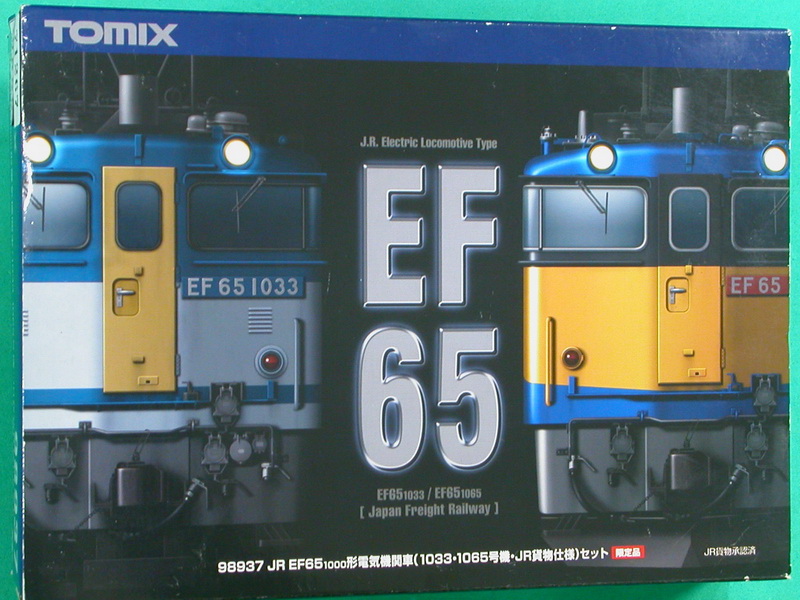 TOMIX
J.R. Electric Locomotive Type
EF
65
EF65 1033
EF 65
EF651033 / EF651065
[ Japan Freight Railway ]
98937 JR EF651000形電気機関車(1033・1065号機・JR貨物仕様)セット 限定品
JR貨物承認済